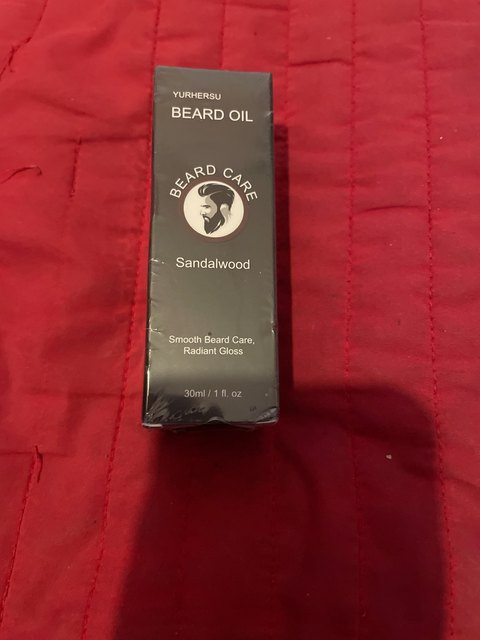 YURHERSU
BEARD OIL
BEARD CARE
Sandalwood
Smooth Beard Care,
Radiant Gloss
30ml / 1 fl. oz